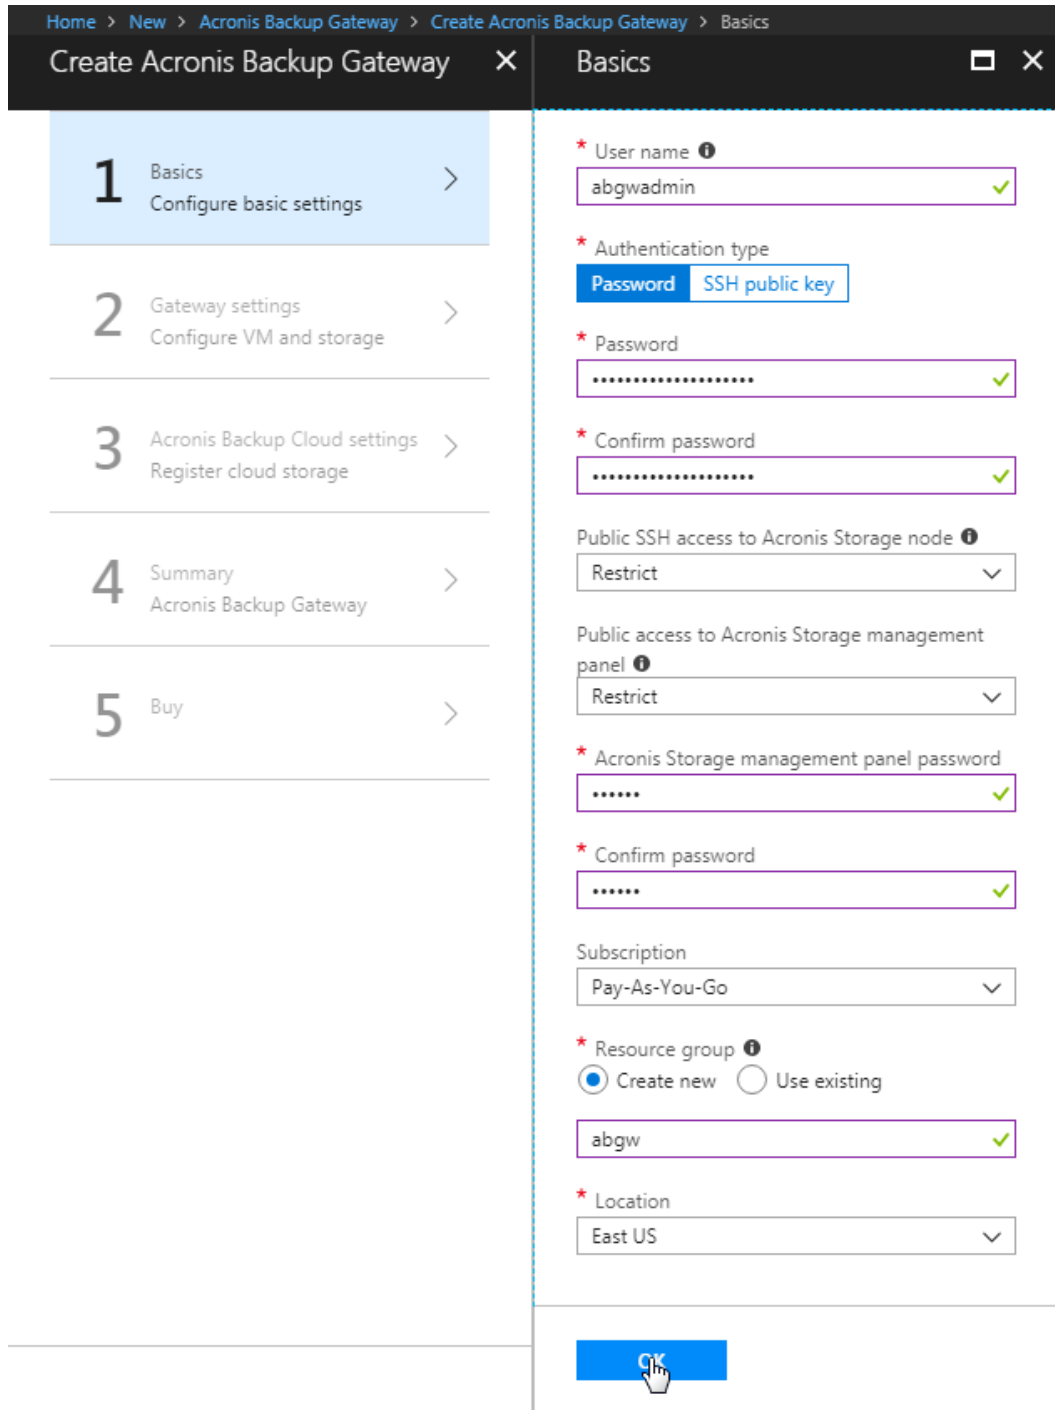 Home > New > Acronis Backup Gateway > Create Acronis Backup Gateway > Basics
Create Acronis Backup Gateway
1
Basics
Configure basic settings
2
Gateway settings
Configure VM and storage
3
Acronis Backup Cloud settings
Register cloud storage
4
Summary
Acronis Backup Gateway
5
Buy
Basics
* User name
abgwadmin
* Authentication type
Password SSH public key
* Password
••••••••••••••••••••
* Confirm password
••••••••••••••••••••
Public SSH access to Acronis Storage node
Restrict
Public access to Acronis Storage management
panel
Restrict
* Acronis Storage management panel password
••••••
* Confirm password
••••••
Subscription
Pay-As-You-Go
* Resource group
Create new Use existing
abgw
* Location
East US
OK